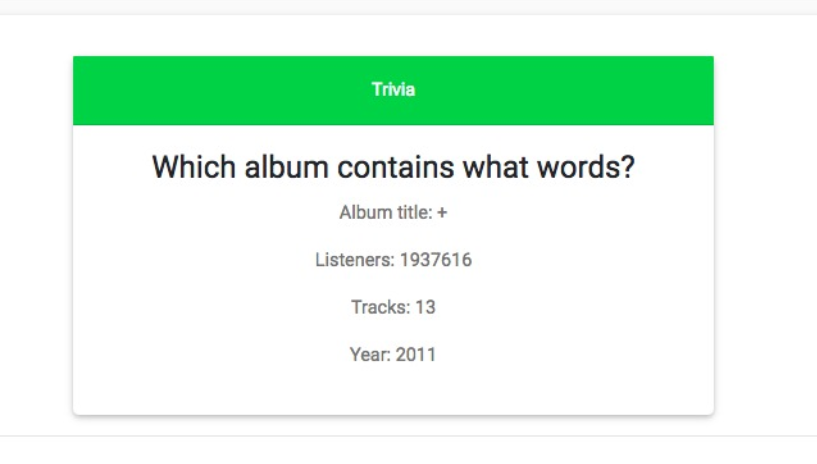 Trivia
Which album contains what words?
Album title: +
Listeners: 1937616
Tracks: 13
Year: 2011